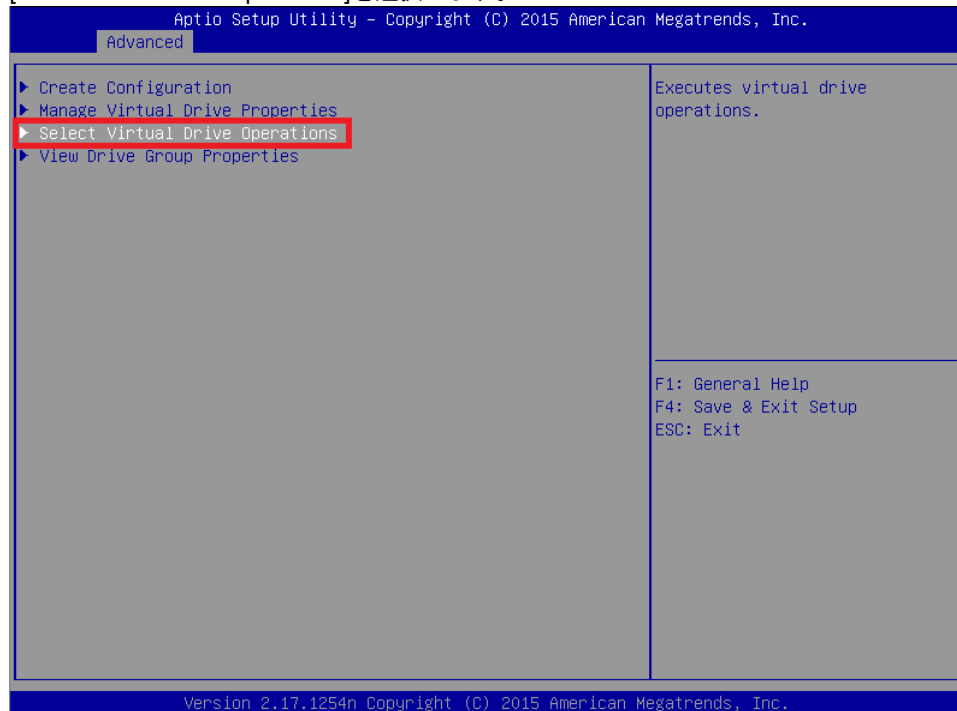 Aptio Setup Utility – Copyright (C) 2015 American Megatrends, Inc.
Advanced
Create Configuration
Manage Virtual Drive Properties
Select Virtual Drive Operations
View Drive Group Properties
Executes virtual drive
operations.
F1: General Help
F4: Save & Exit Setup
ESC: Exit
Version 2.17.1254n Copyright (C) 2015 American Megatrends, Inc.